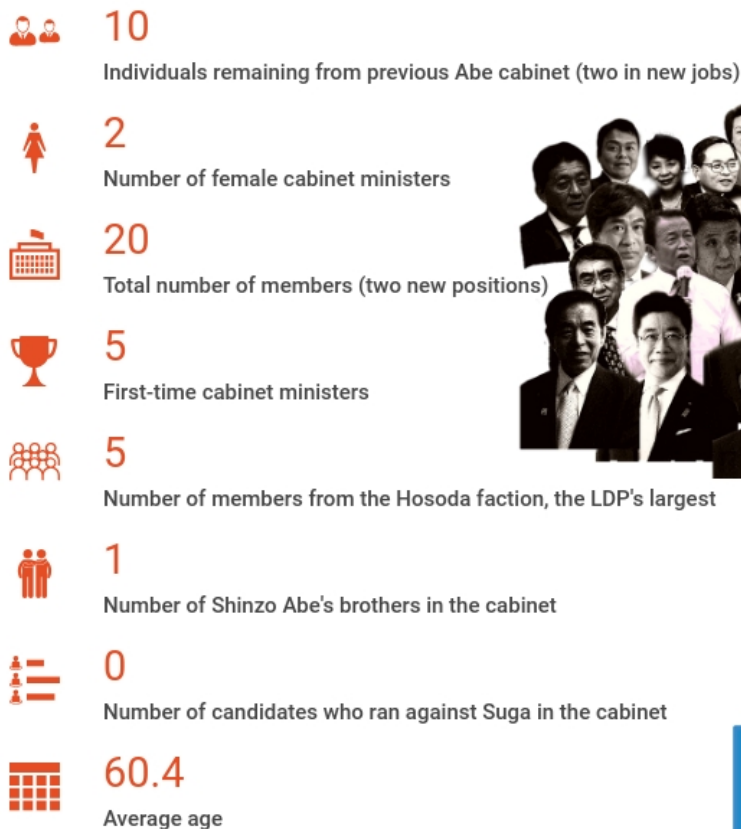 10
Individuals remaining from previous Abe cabinet (two in new jobs)
2
Number of female cabinet ministers
20
Total number of members (two new positions)
5
First-time cabinet ministers
5
Number of members from the Hosoda faction, the LDP's largest
1
Number of Shinzo Abe's brothers in the cabinet
0
Number of candidates who ran against Suga in the cabinet
60.4
Average age